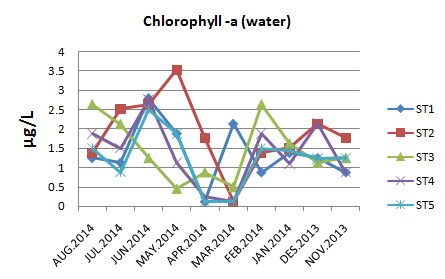 Chlorophyll -a (water)
µg/L
4
3.5
3
2.5
2
1.5
1
0.5
0
AUG.2014
JUL.2014
JUN.2014
MAY.2014
APR.2014
MAR.2014
FEB.2014
JAN.2014
DES.2013
NOV.2013
ST1
ST2
ST3
ST4
ST5